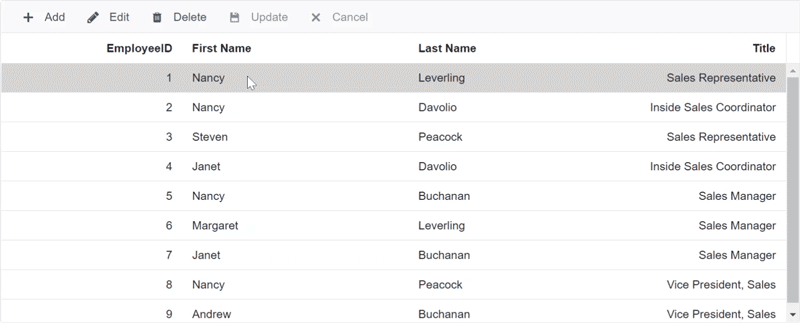 Add Edit Delete Update Cancel
EmployeeID First Name Last Name Title
1 Nancy Leverling Sales Representative
2 Nancy Davolio Inside Sales Coordinator
3 Steven Peacock Sales Representative
4 Janet Davolio Inside Sales Coordinator
5 Nancy Buchanan Sales Manager
6 Margaret Leverling Sales Manager
7 Janet Buchanan Sales Manager
8 Nancy Peacock Vice President, Sales
9 Andrew Buchanan Vice President, Sales